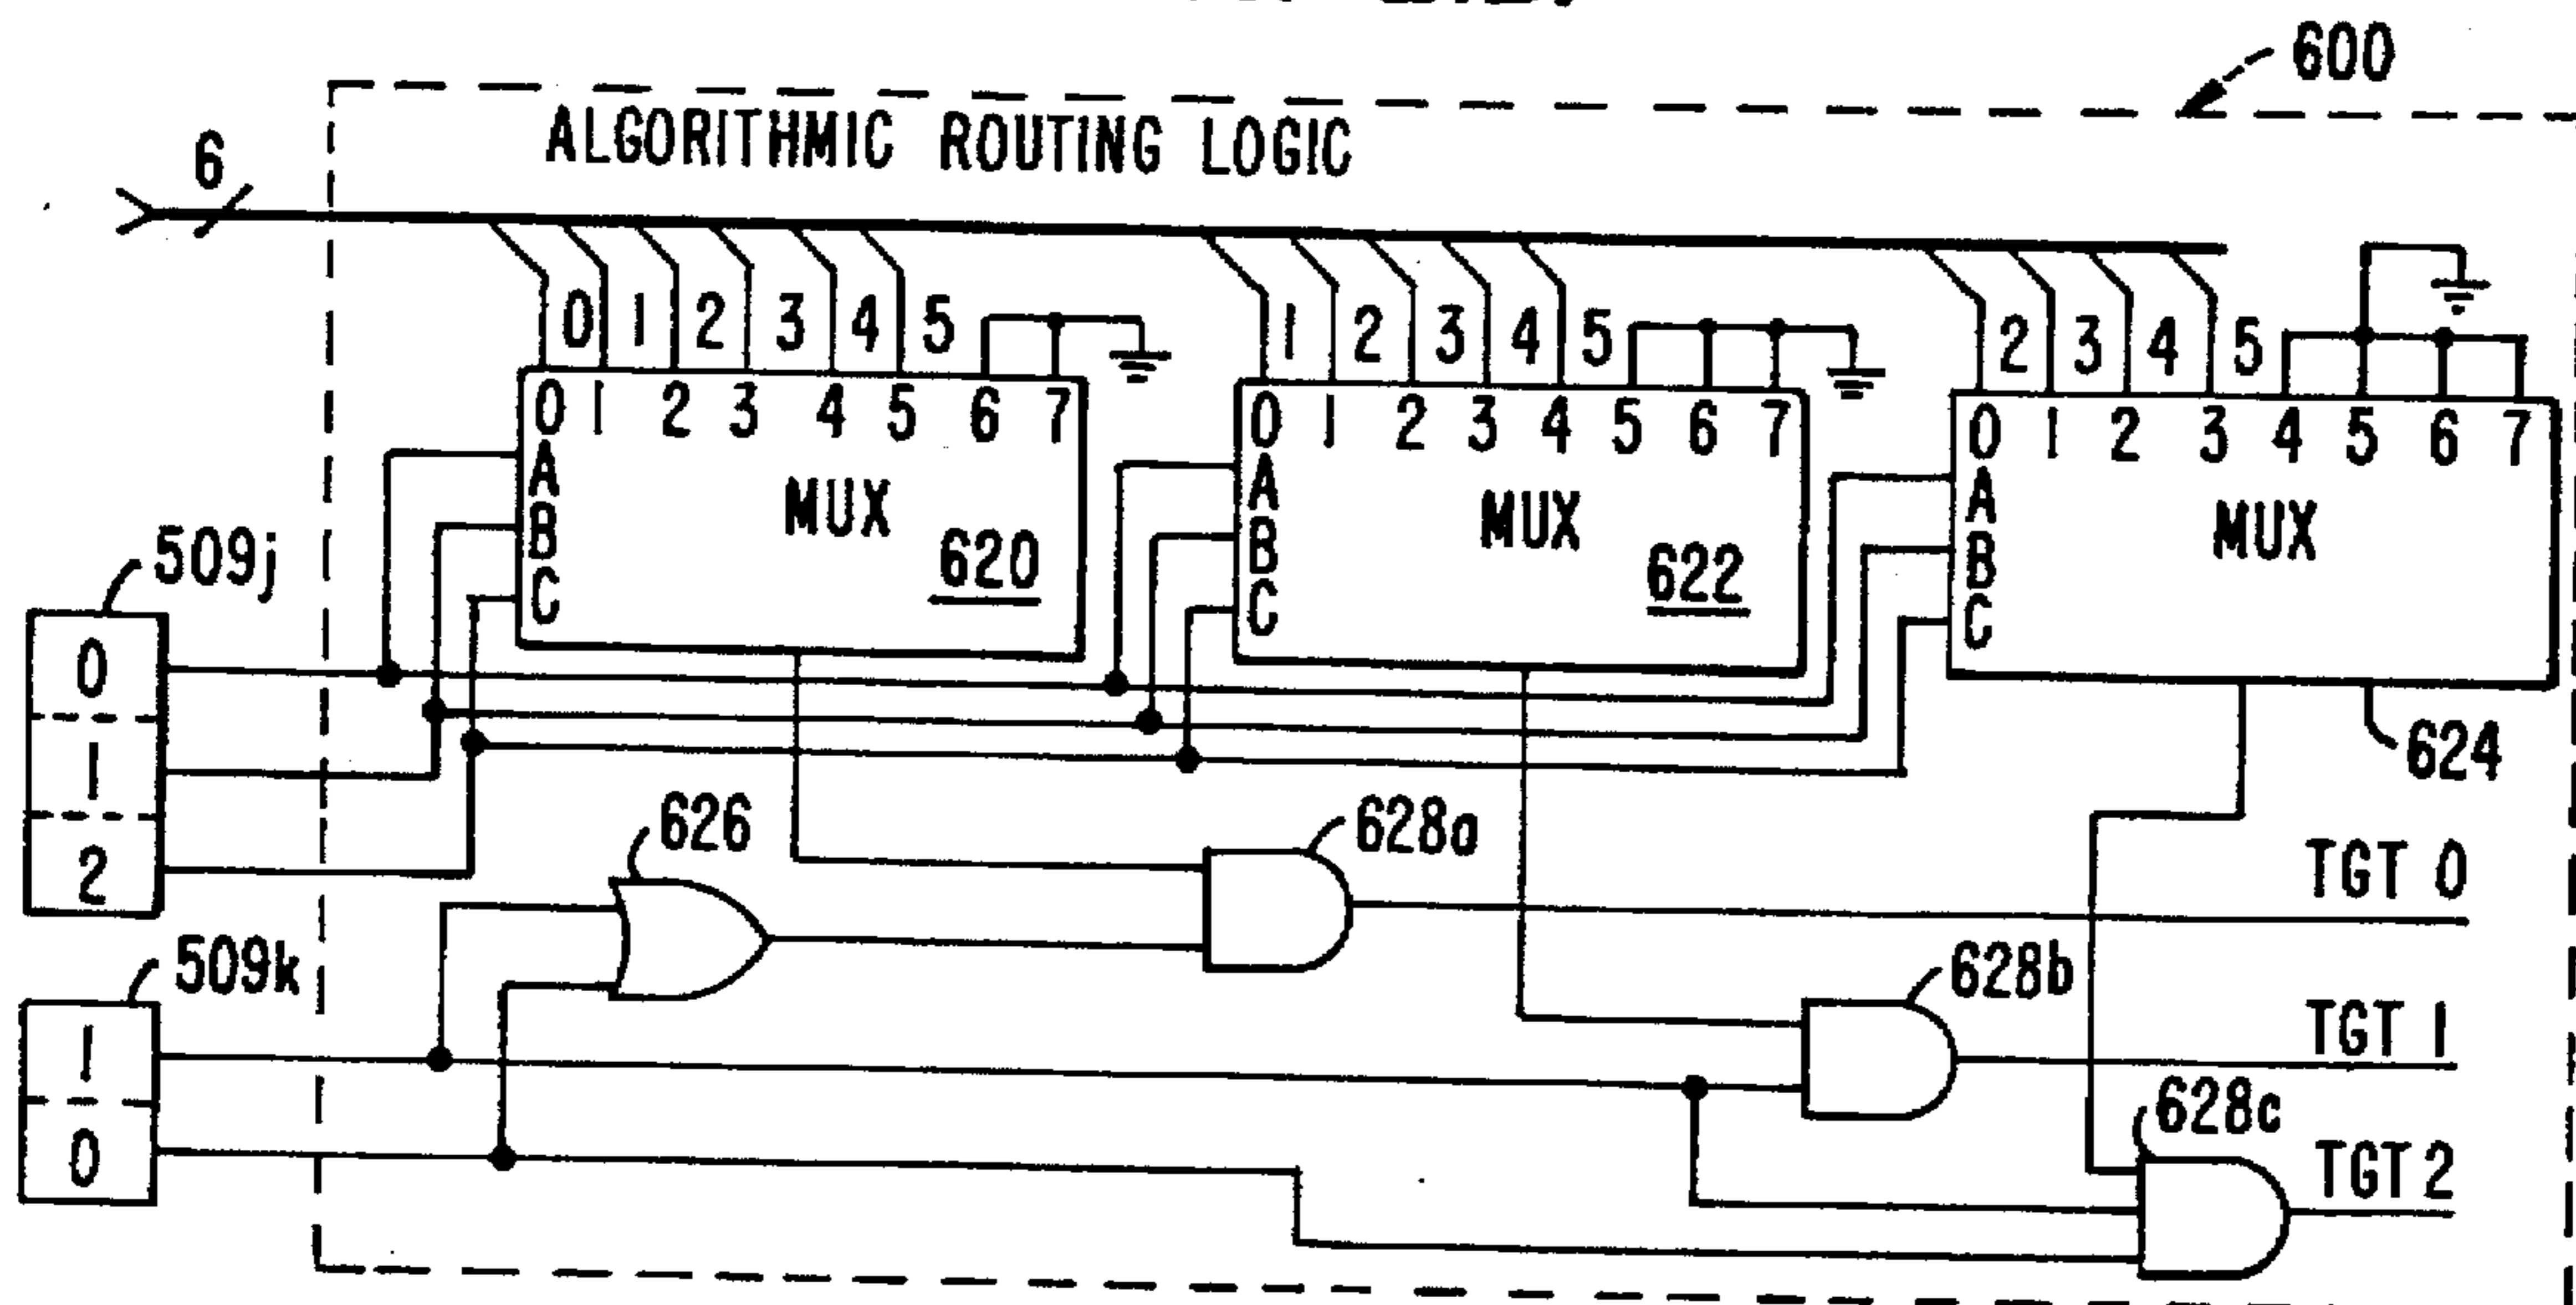 600
ALGORITHMIC ROUTING LOGIC
6
0 1 2 3 4 5
1 2 3 4 5
2 3 4 5
0 1 2 3 4 5 6 7
0 1 2 3 4 5 6 7
0 1 2 3 4 5 6 7
A
B
C
MUX
620
A
B
C
MUX
622
A
B
C
MUX
624
509j
0
1
2
626
628a
TGT 0
509k
1
0
628b
TGT 1
628c
TGT 2